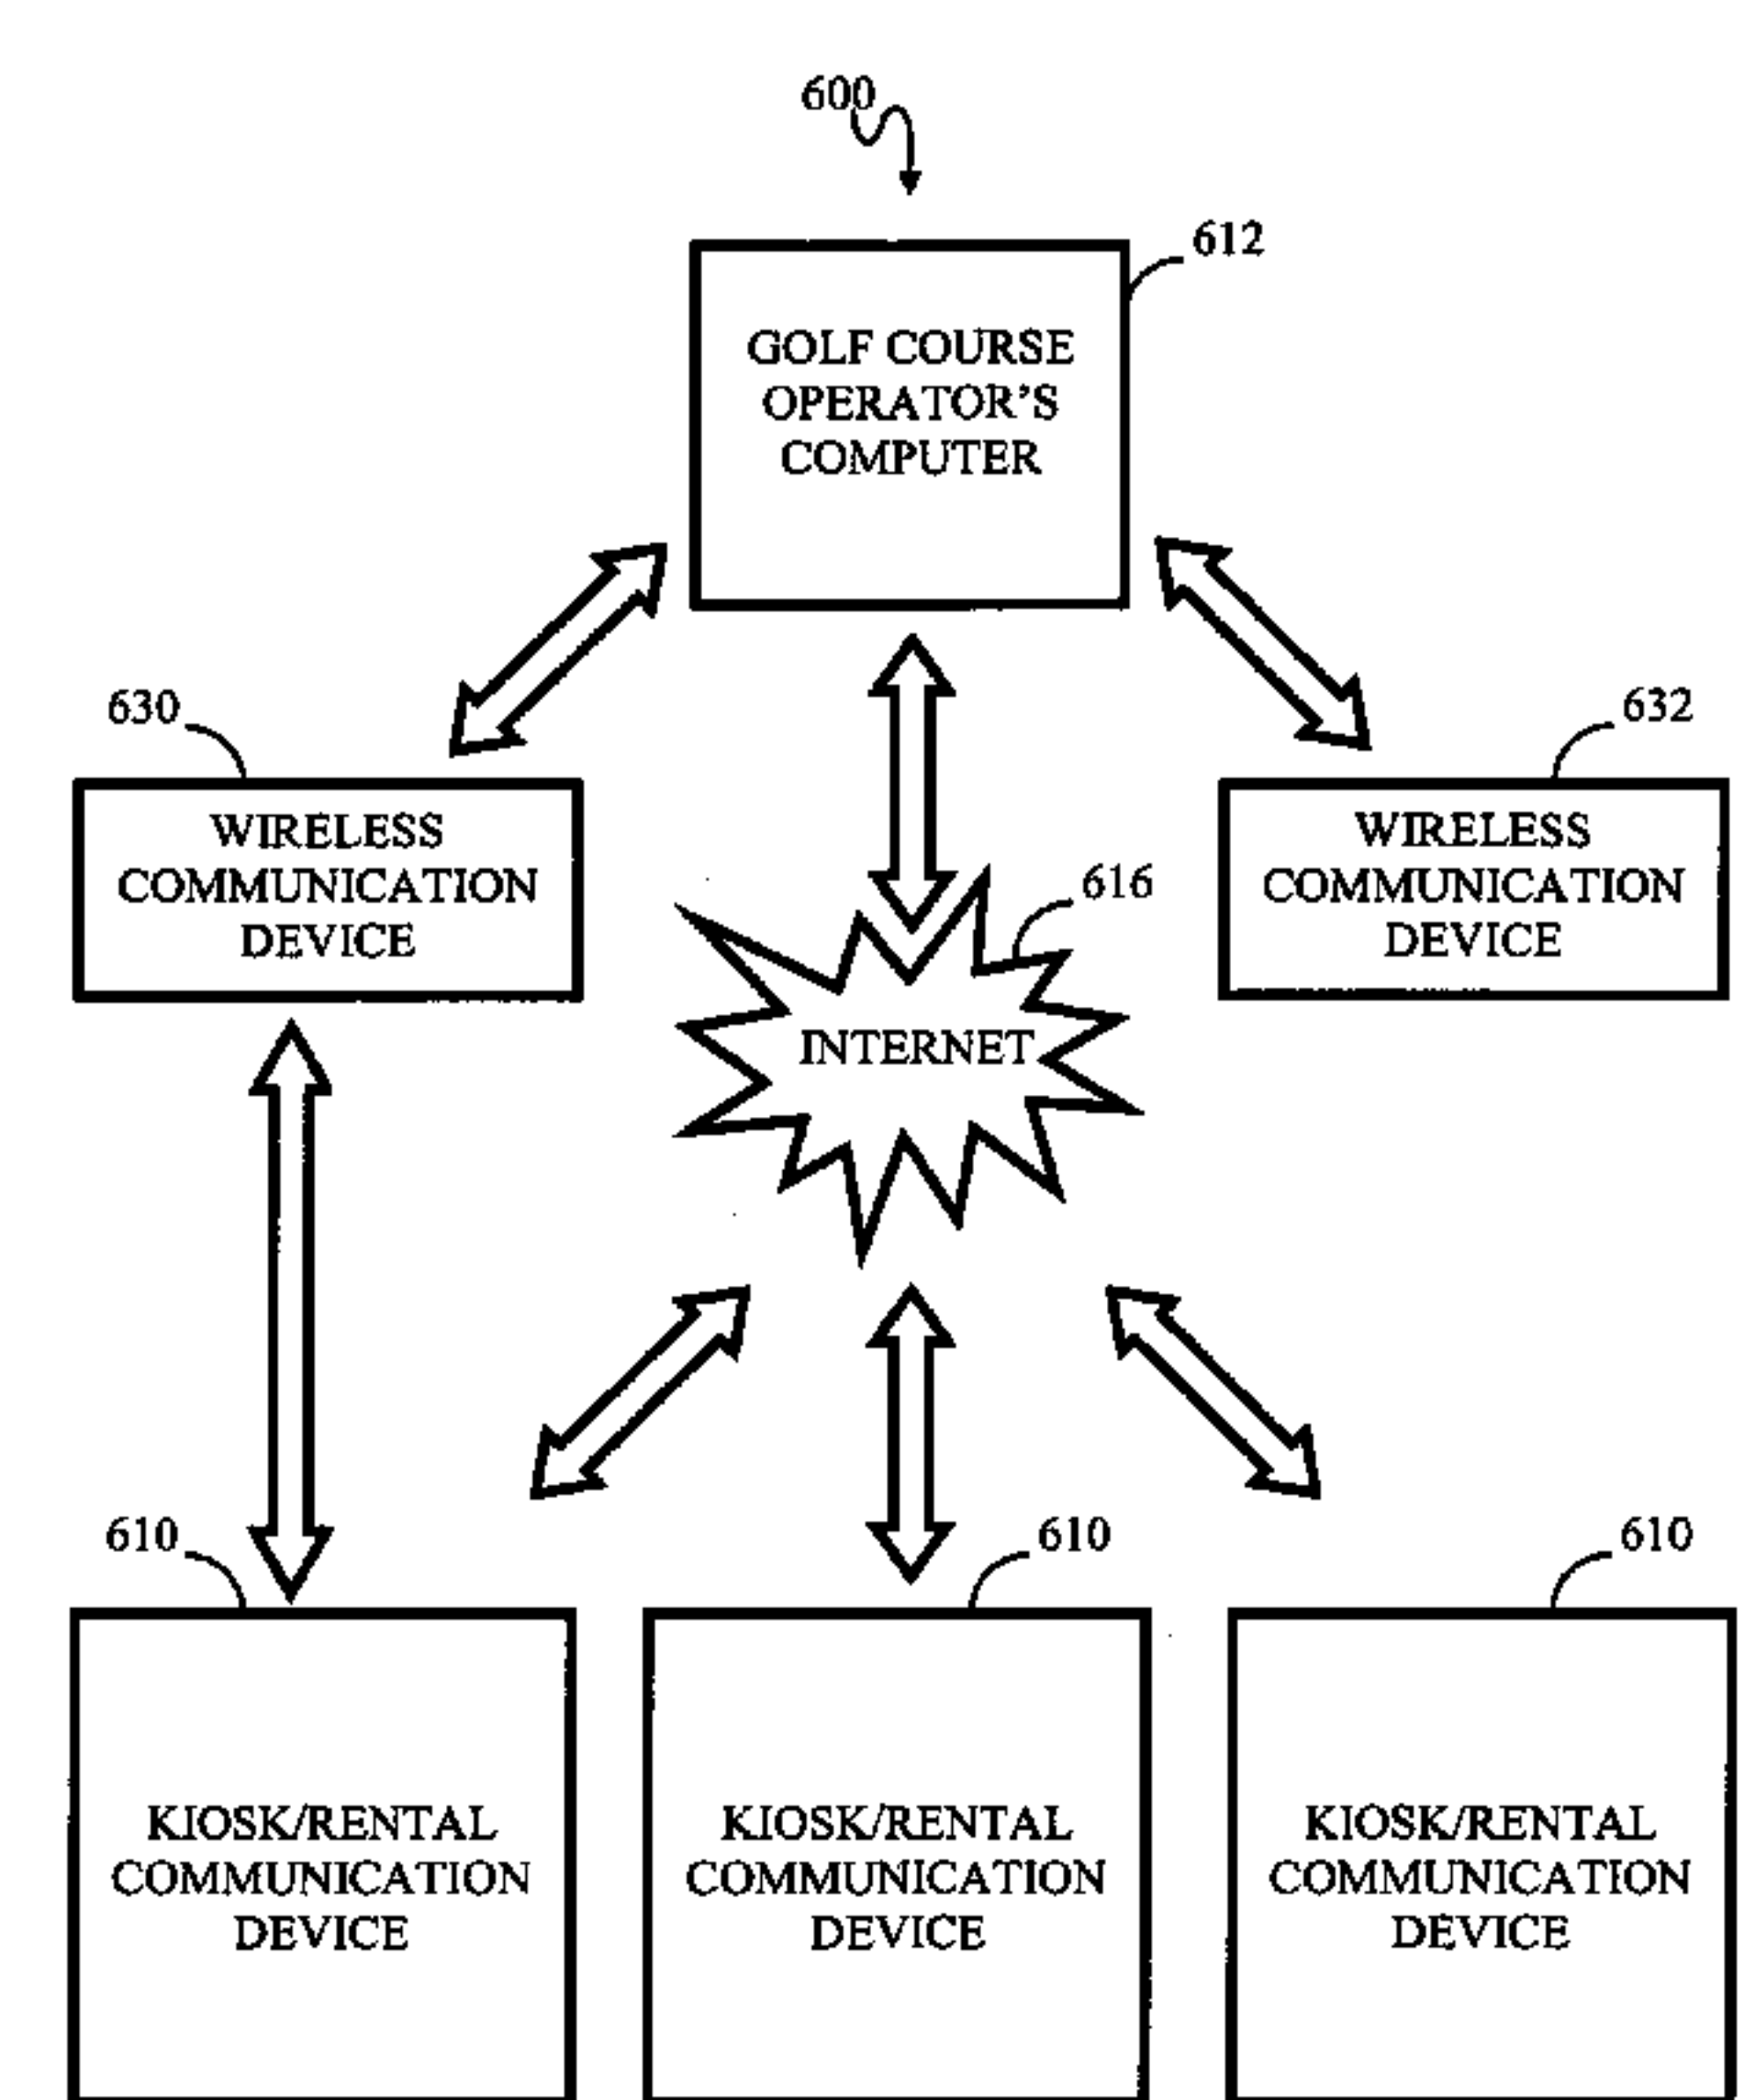 600
612
GOLF COURSE
OPERATOR'S
COMPUTER
630
WIRELESS
COMMUNICATION
DEVICE
632
WIRELESS
COMMUNICATION
DEVICE
616
INTERNET
610
KIOSK/RENTAL
COMMUNICATION
DEVICE
610
KIOSK/RENTAL
COMMUNICATION
DEVICE
610
KIOSK/RENTAL
COMMUNICATION
DEVICE